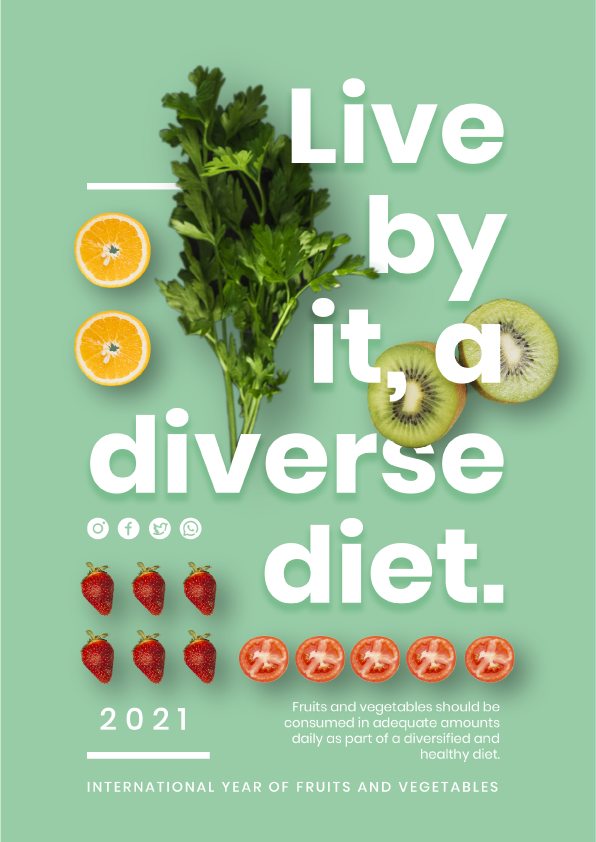 Live
by
it, a
diverse
diet.
2021
Fruits and vegetables should be
consumed in adequate amounts
daily as part of a diversified and
healthy diet.
INTERNATIONAL YEAR OF FRUITS AND VEGETABLES